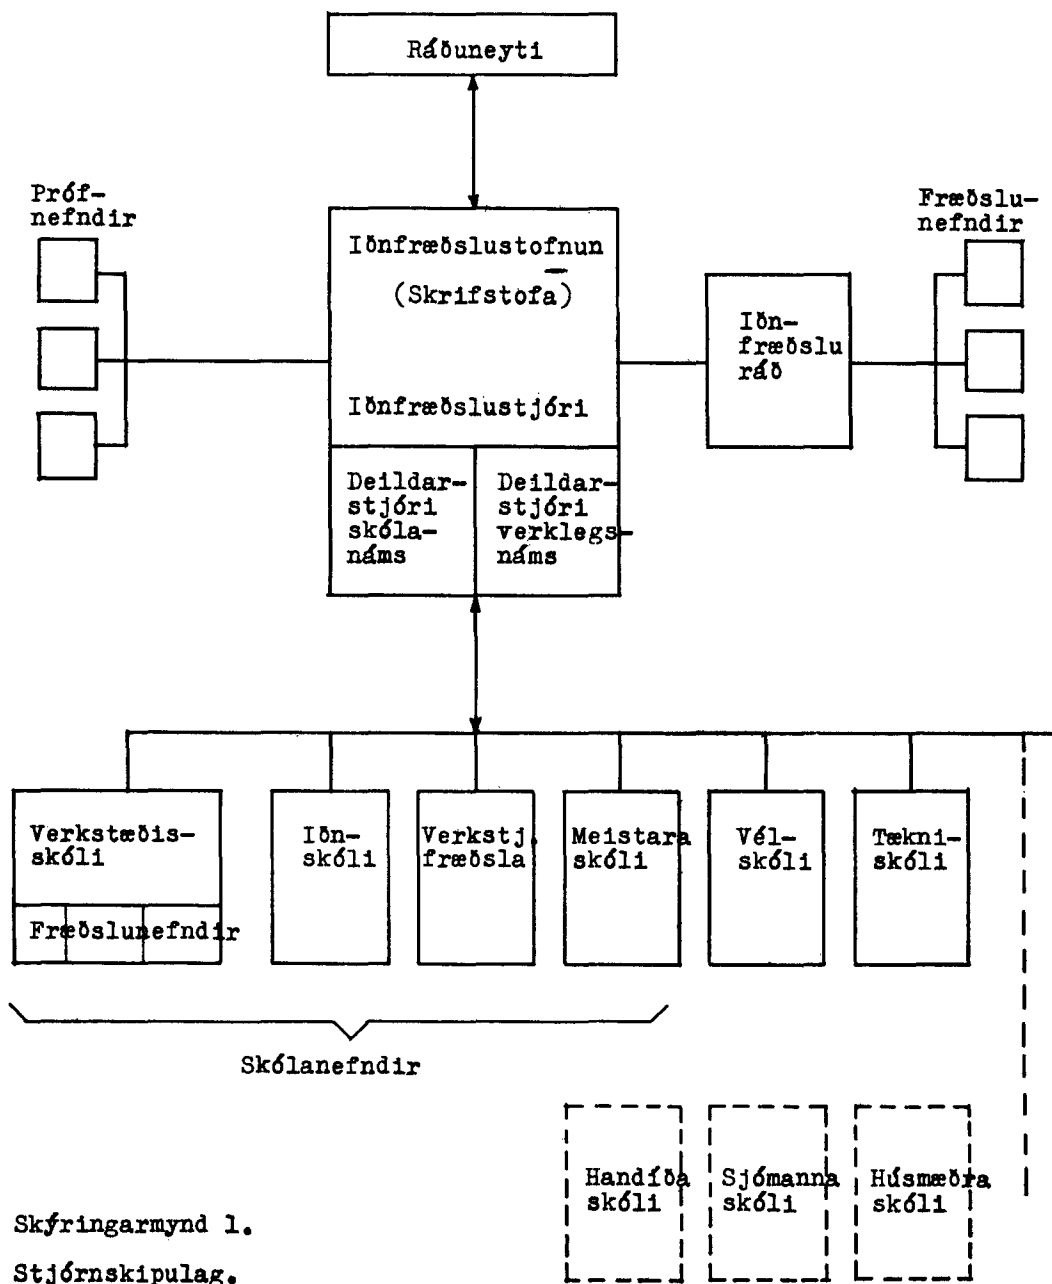 Ráðuneyti
Próf-
nefndir
Fræðslu-
nefndir
Iðnfræðslustofnun
(Skrifstofa)
Iðnfræðslustjóri
Iðn-
fræðslu
ráð
Deildar-
stjóri
skóla-
náms
Deildar-
stjóri
verklegs-
náms
Verkstæðis-
skóli
Fræðslunefndir
Iðn-
skóli
Verkstj.
fræðsla
Meistara
skóli
Vél-
skóli
Tækni-
skóli
Skólanefndir
Handíða
skóli
Sjómanna
skóli
Húsmæðra
skóli
Skýringarmynd 1.
Stjórnskipulag.